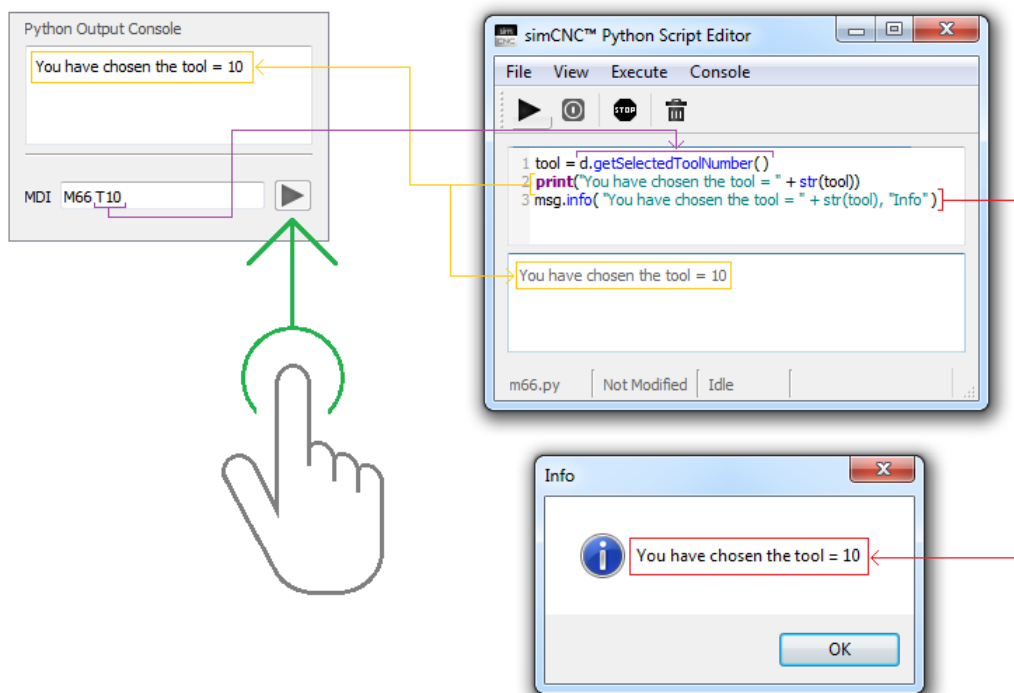 Python Output Console
You have chosen the tool = 10
MDI M66 T10
sim CNC simCNC™ Python Script Editor
File View Execute Console
STOP
1 tool = d.getSelectedToolNumber()
2 print("You have chosen the tool = " + str(tool))
3 msg.info( "You have chosen the tool = " + str(tool), "Info" )
You have chosen the tool = 10
m66.py Not Modified Idle
Info
You have chosen the tool = 10
OK